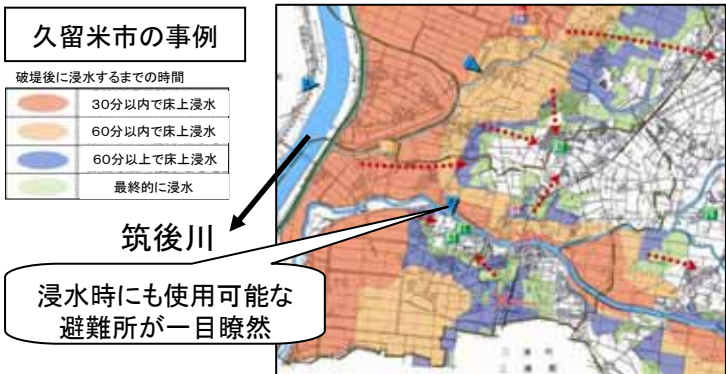 久留米市の事例
破堤後に浸水するまでの時間
30分以内で床上浸水
60分以内で床上浸水
60分以上で床上浸水
最終的に浸水
筑後川
浸水時にも使用可能な
避難所が一目瞭然